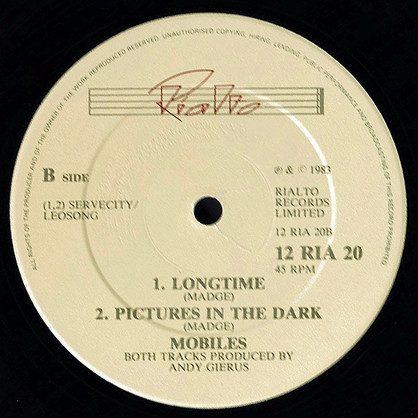 ALL RIGHTS OF THE PRODUCER AND OF THE OWNER OF THE WORK REPRODUCED RESERVED. UNAUTHORISED COPYING, HIRING, LENDING, PUBLIC PERFORMANCE AND BROADCASTING OF THIS RECORD PROHIBITED
Rialto
B SIDE
℗ & © 1983
(1,2) SERVECITY/
LEOSONG
RIALTO
RECORDS
LIMITED
12 RIA 20B
12 RIA 20
45 RPM
1. LONGTIME
(MADGE)
2. PICTURES IN THE DARK
(MADGE)
MOBILES
BOTH TRACKS PRODUCED BY
ANDY GIERUS